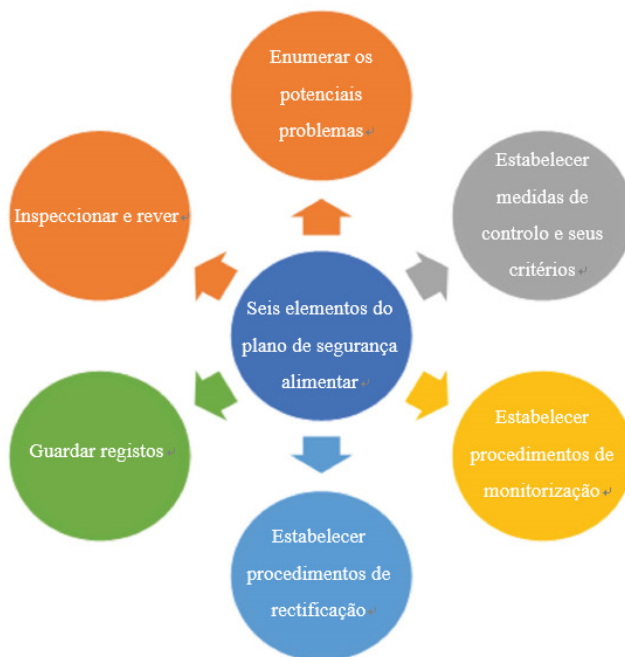 Enumerar os
potenciais
problemas
Estabelecer
medidas de
controlo e seus
critérios
Estabelecer
procedimentos de
monitorização
Estabelecer
procedimentos de
rectificação
Guardar registos
Inspeccionar e rever
Seis elementos do
plano de segurança
alimentar